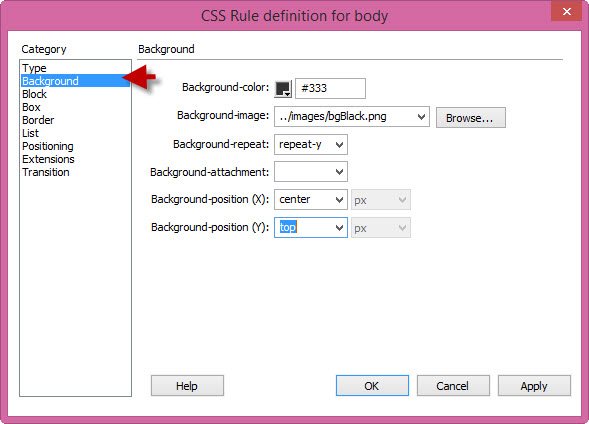 CSS Rule definition for body
Category
Background
Type
Background
Block
Box
Border
List
Positioning
Extensions
Transition
Background-color: #333
Background-image: ../images/bgBlack.png Browse...
Background-repeat: repeat-y
Background-attachment:
Background-position (X): center px
Background-position (Y): top px
Help OK Cancel Apply